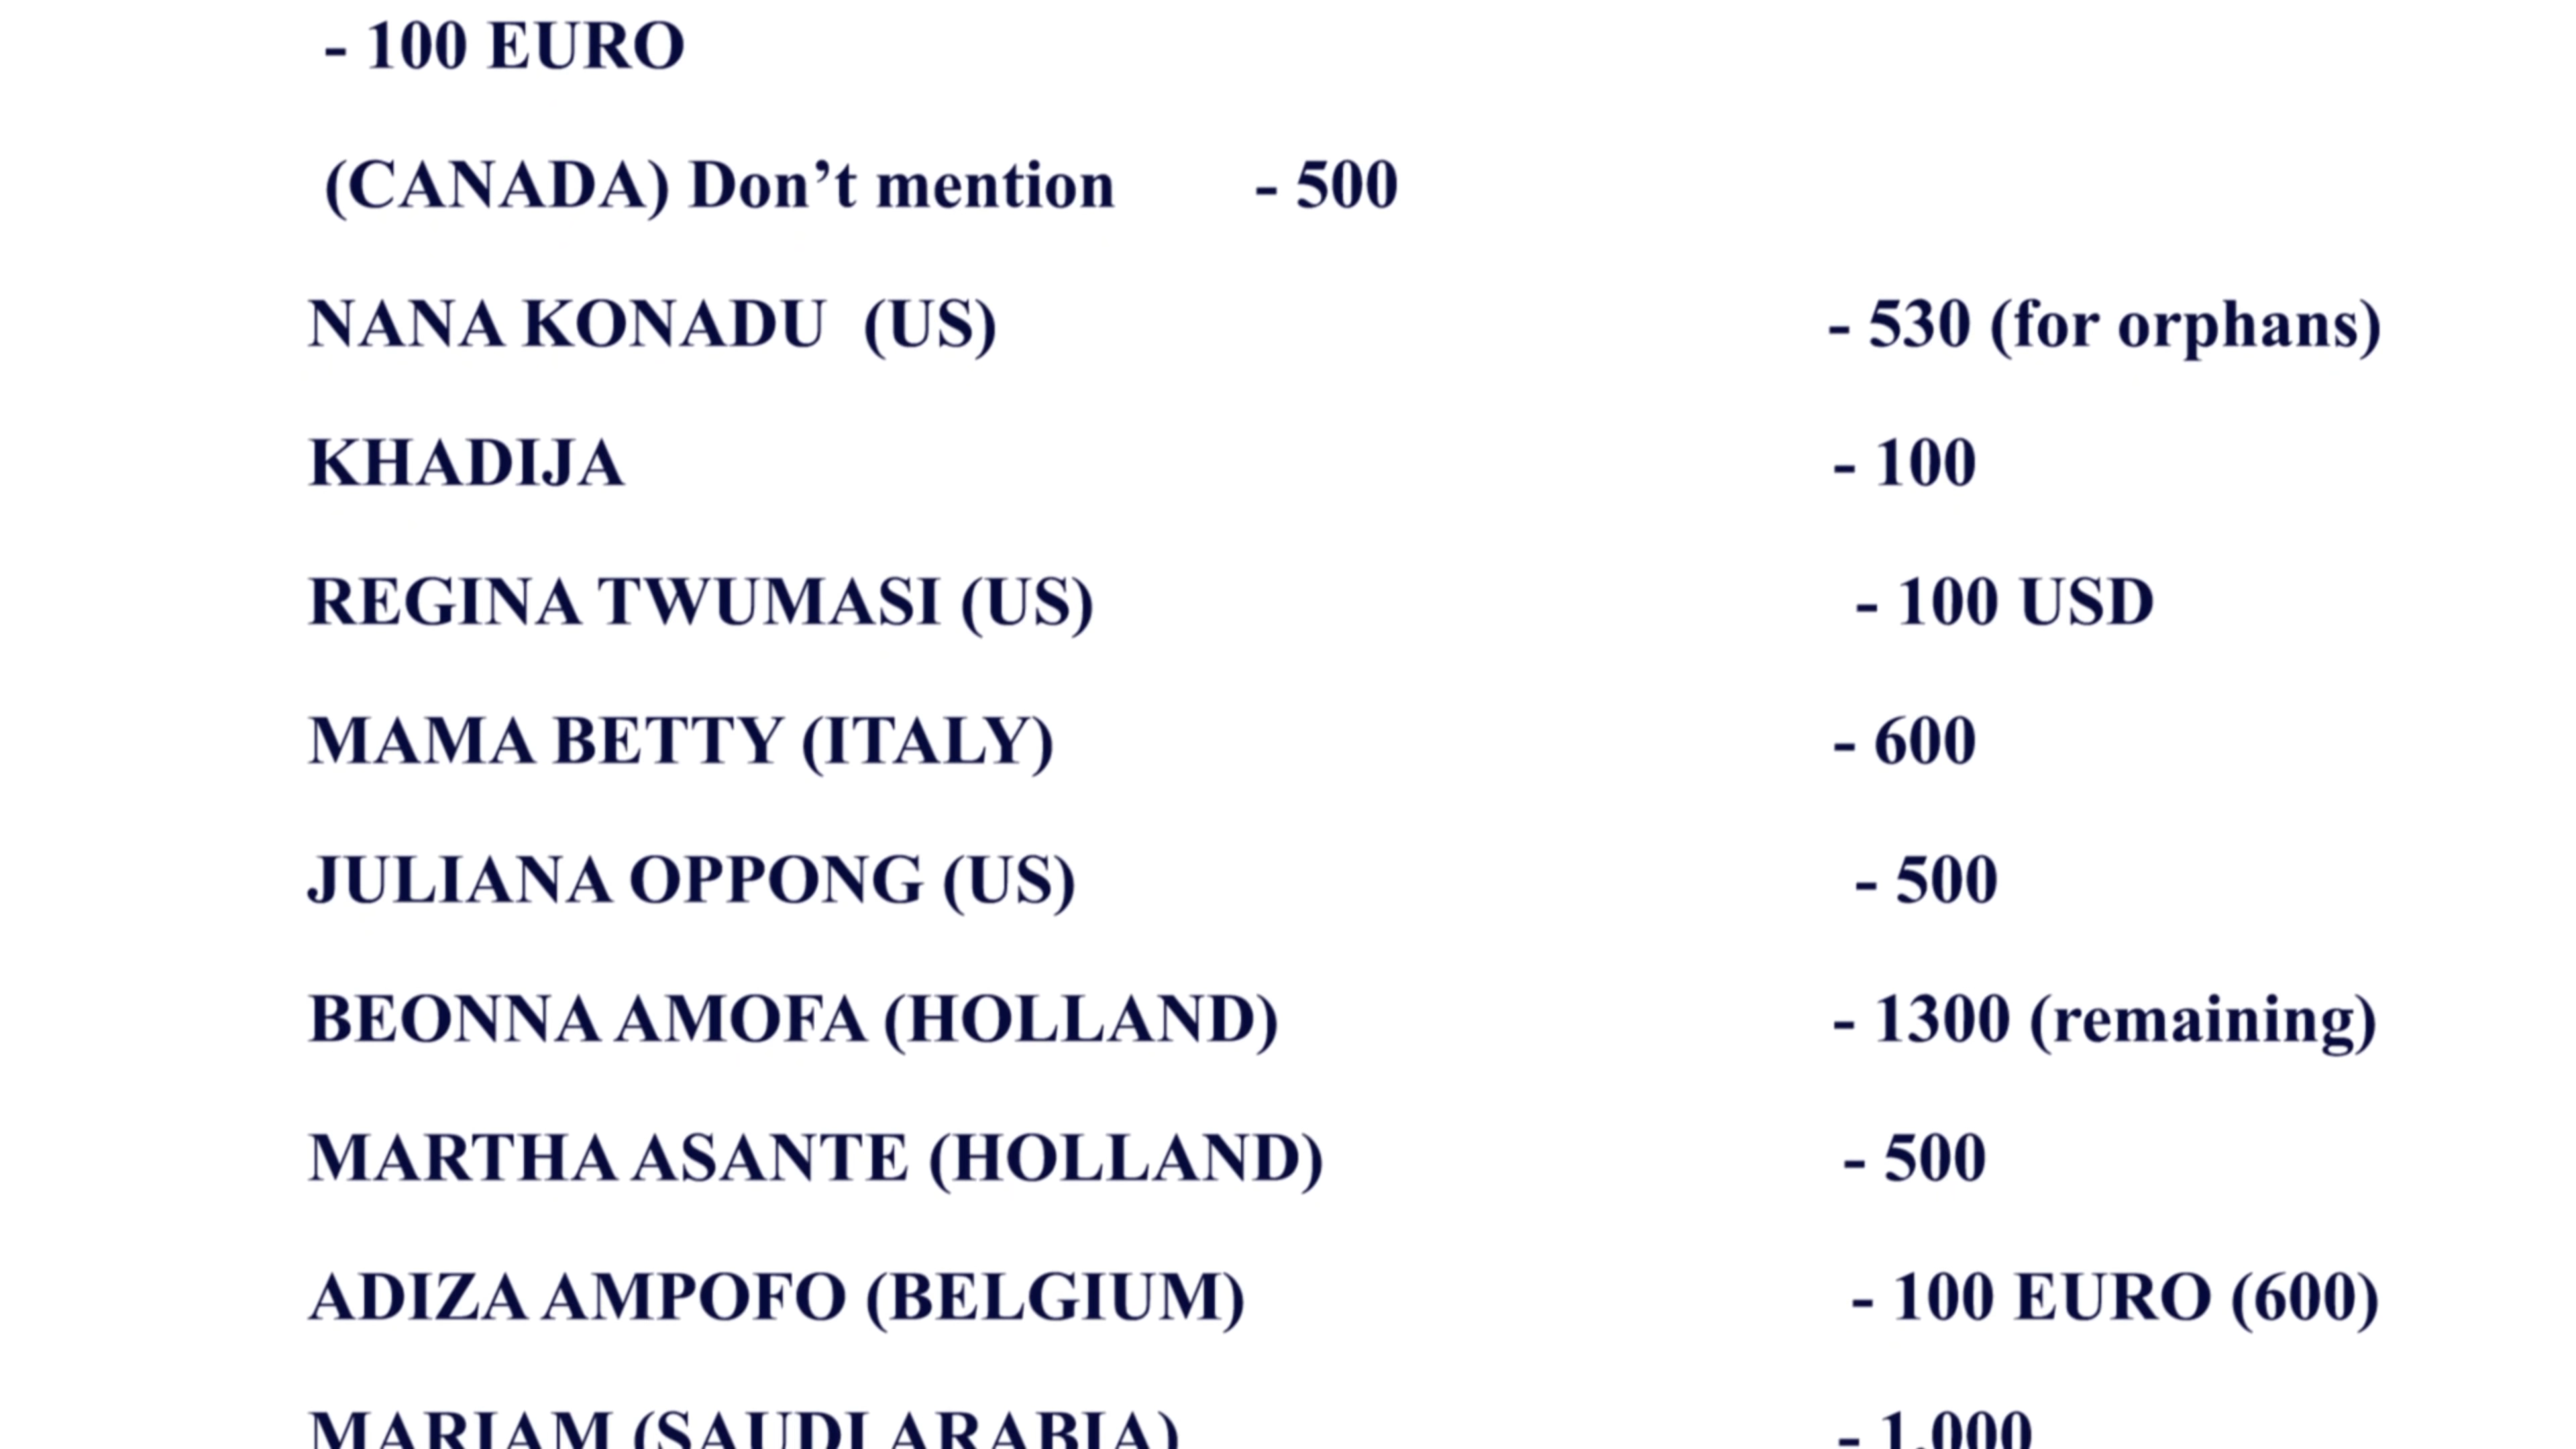 - 100 EURO
(CANADA) Don’t mention - 500
NANA KONADU (US) - 530 (for orphans)
KHADIJA - 100
REGINA TWUMASI (US) - 100 USD
MAMA BETTY (ITALY) - 600
JULIANA OPPONG (US) - 500
BEONNA AMOFA (HOLLAND) - 1300 (remaining)
MARTHA ASANTE (HOLLAND) - 500
ADIZA AMPOFO (BELGIUM) - 100 EURO (600)
MARIAM (SAUDI ARABIA) - 1,000